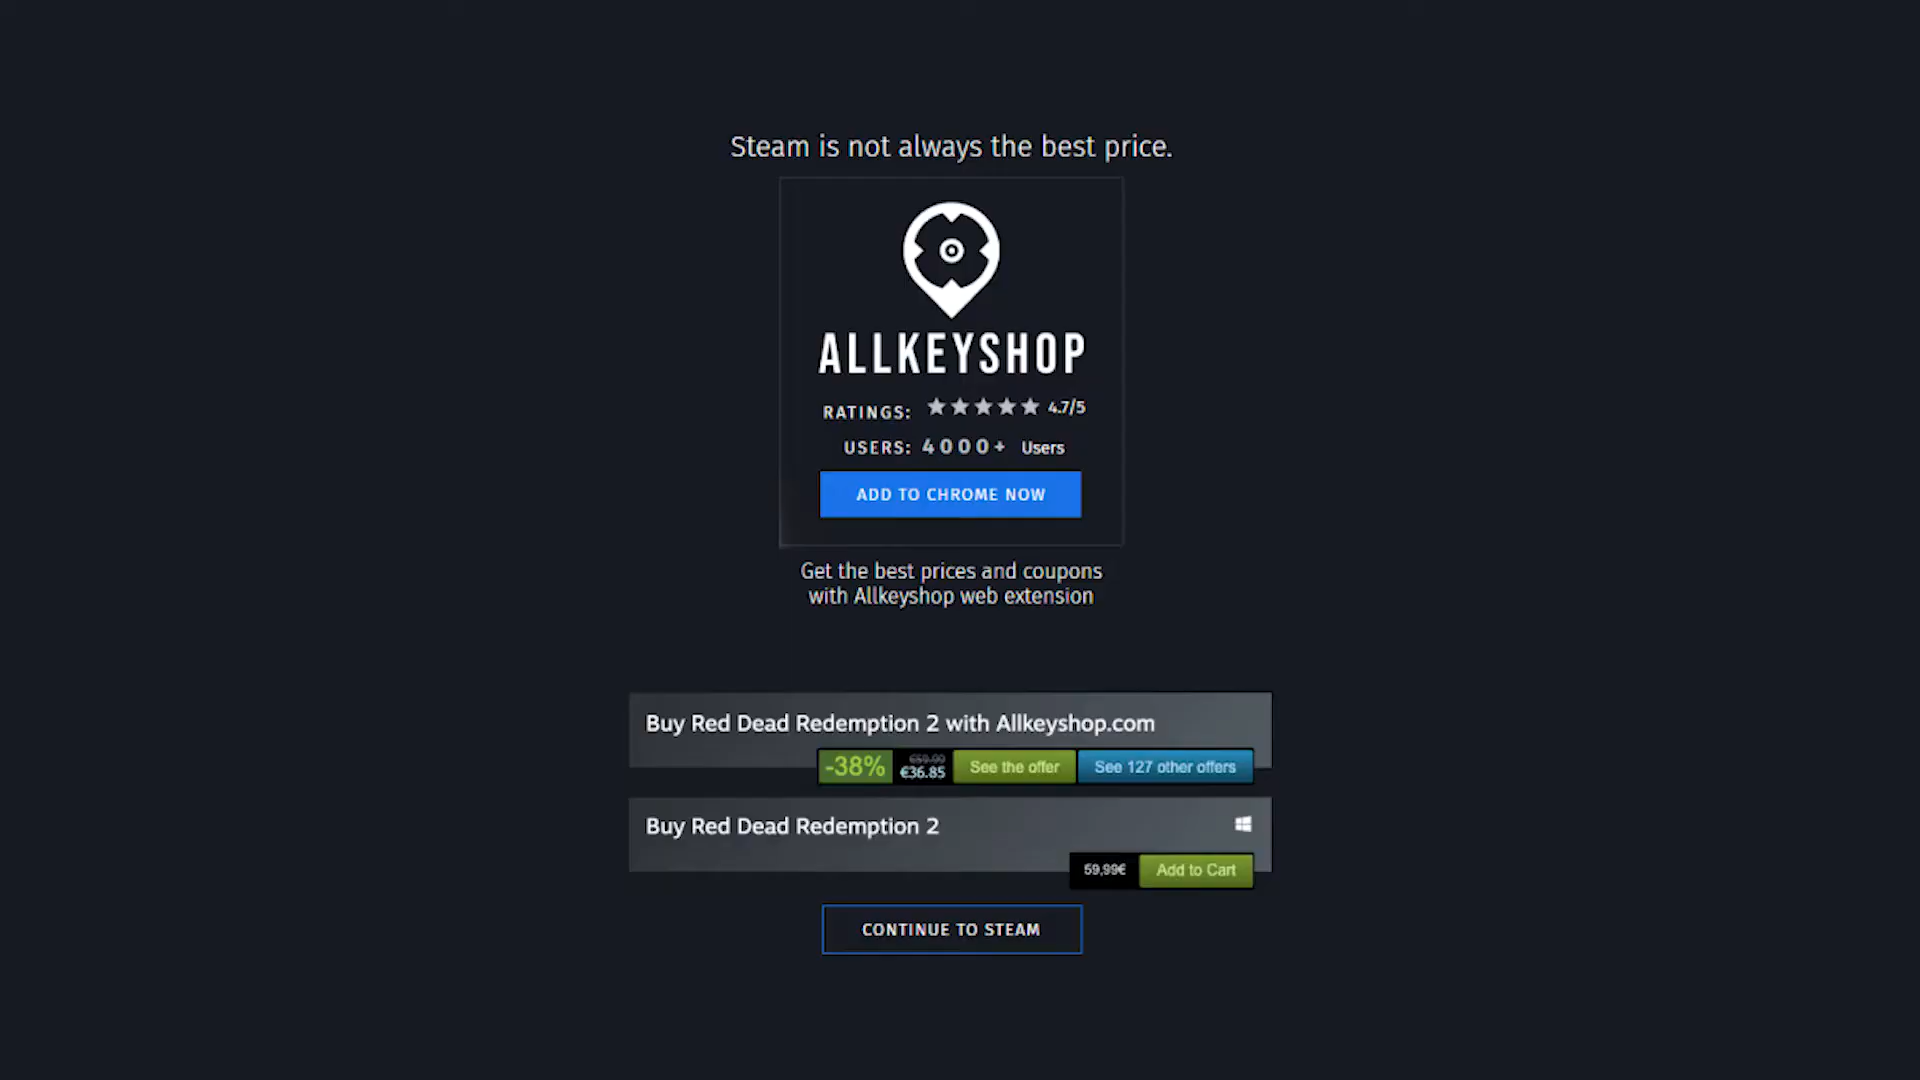 Steam is not always the best price.
ALLKEYSHOP
RATINGS: ★★★★★ 4.7/5
USERS: 4000+ Users
ADD TO CHROME NOW
Get the best prices and coupons
with Allkeyshop web extension
Buy Red Dead Redemption 2 with Allkeyshop.com
-38% €59.99 €36.85 See the offer See 127 other offers
Buy Red Dead Redemption 2
59,99€ Add to Cart
CONTINUE TO STEAM